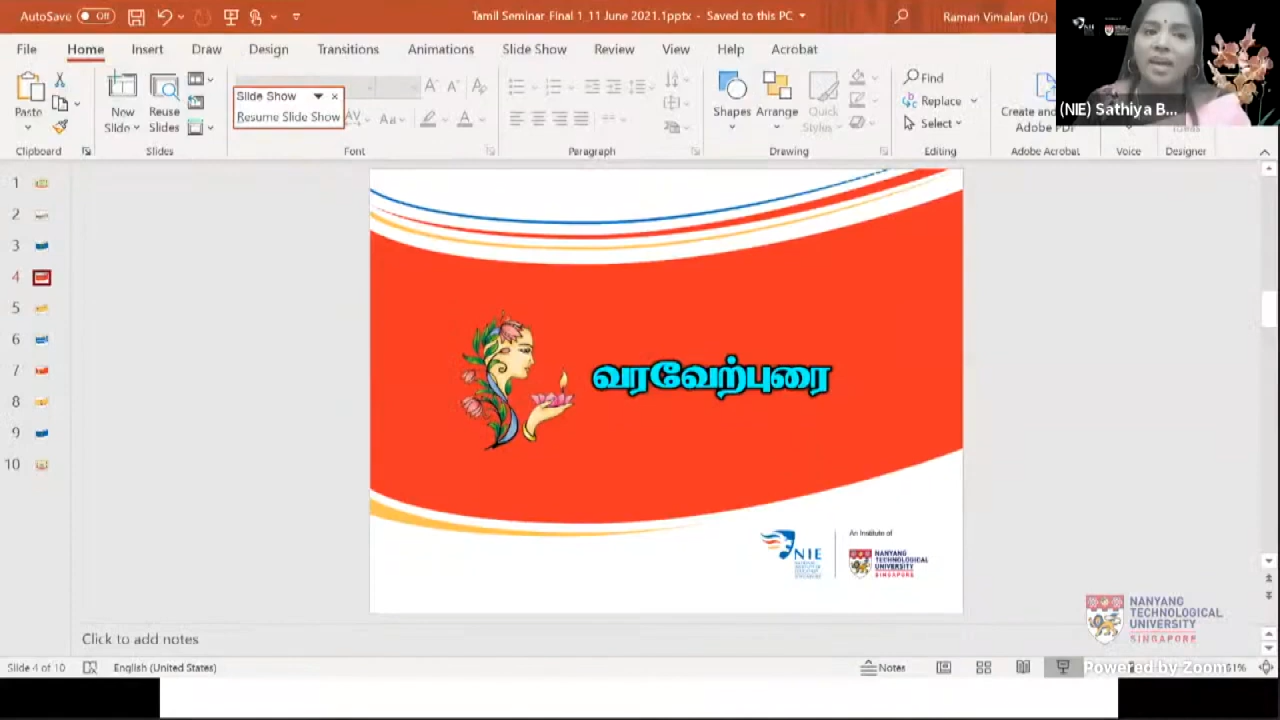 AutoSave Off
Tamil Seminar Final 1_11 June 2021.1pptx - Saved to this PC
Raman Vimalan (Dr)
File Home Insert Draw Design Transitions Animations Slide Show Review View Help Acrobat
Paste
New Slide
Reuse Slides
Slide Show
Resume Slide Show
Shapes
Arrange
Quick Styles
Find
Replace
Select
Create and
Adobe PDF
Clipboard Slides Font Paragraph Drawing Editing Adobe Acrobat Voice Designer
(NIE) Sathiya B...
1
2
3
4
5
6
7
8
9
10
வரவேற்புரை
NIE
An Institute of
NANYANG
TECHNOLOGICAL
UNIVERSITY
SINGAPORE
NANYANG
TECHNOLOGICAL
UNIVERSITY
SINGAPORE
Click to add notes
Slide 4 of 10 English (United States) Notes
Powered by Zoom